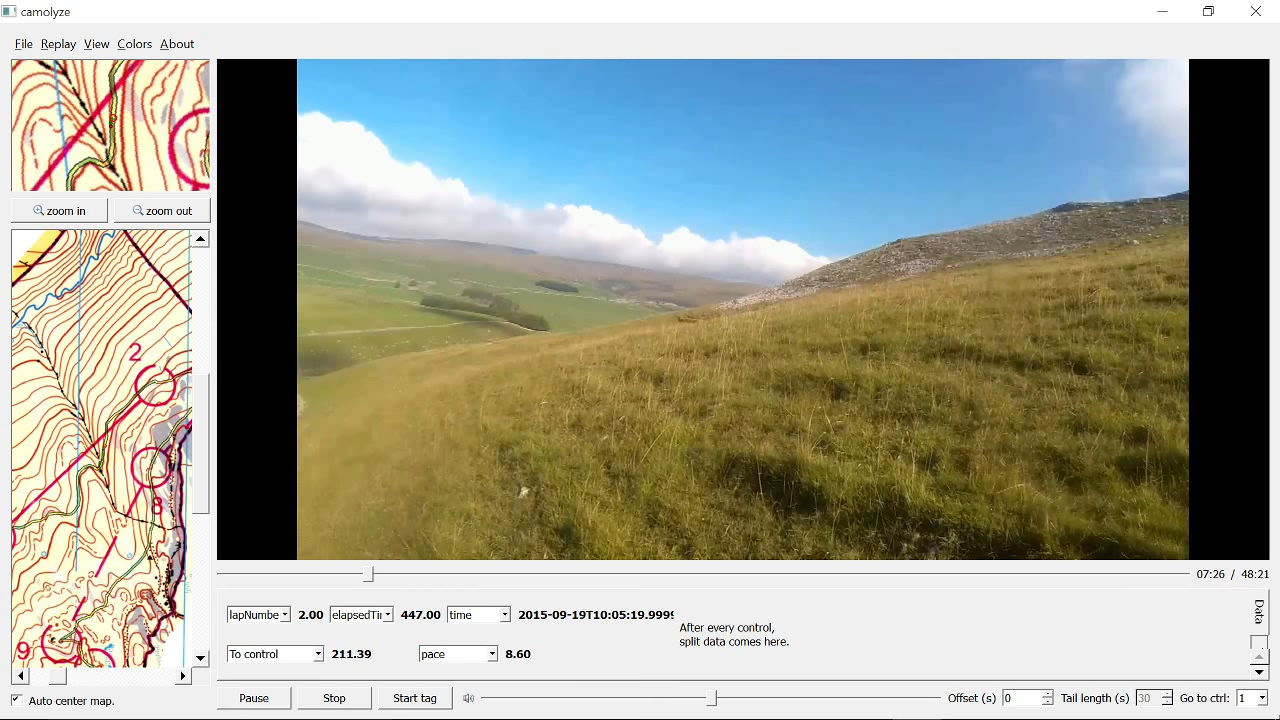 camolyze
File Replay View Colors About
zoom in zoom out
2
8
9
07:26 / 48:21
lapNumbe 2.00 elapsedTi 447.00 time 2015-09-19T10:05:19.999
After every control,
split data comes here.
To control 211.39 pace 8.60
Data
Auto center map.
Pause Stop Start tag Offset (s) 0 Tail length (s) 30 Go to ctrl: 1